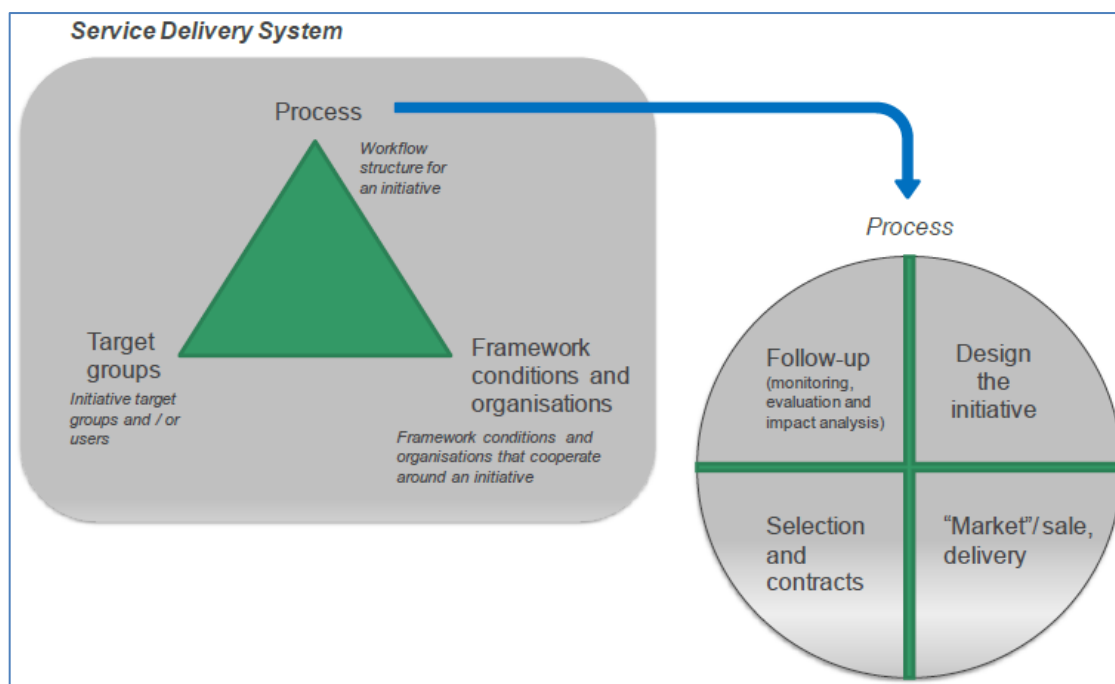 Service Delivery System
Process
Workflow
structure for
an initiative
Target
groups
Initiative target
groups and / or
users
Framework
conditions and
organisations
Framework conditions and
organisations that cooperate
around an initiative
Process
Follow-up
(monitoring,
evaluation and
impact analysis)
Design
the
initiative
Selection
and
contracts
“Market”/ sale,
delivery